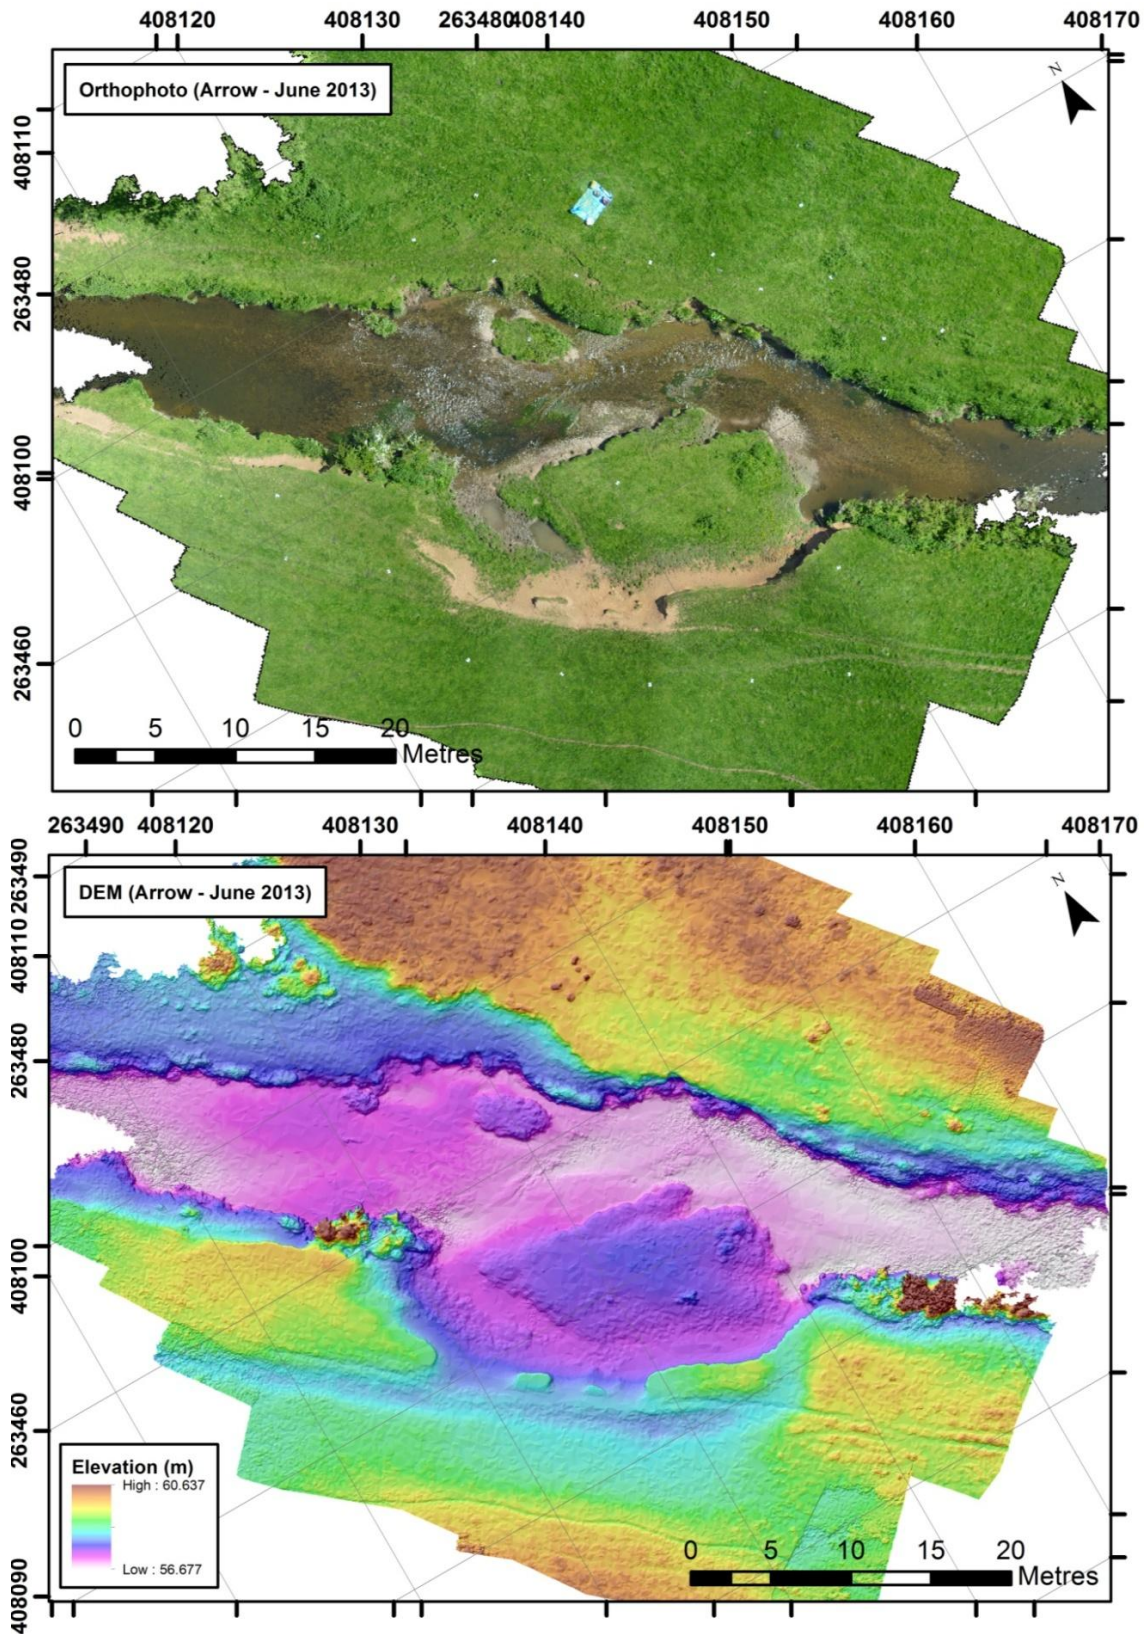 408120 408130 263480 408140 408150 408160 408170
Orthophoto (Arrow - June 2013)
N
408110
263480
408100
263460
0 5 10 15 20
Metres
263490 408120 408130 408140 408150 408160 408170
263490
DEM (Arrow - June 2013)
N
408110
263480
408100
263460
Elevation (m)
High : 60.637
Low : 56.677
0 5 10 15 20
Metres
408090